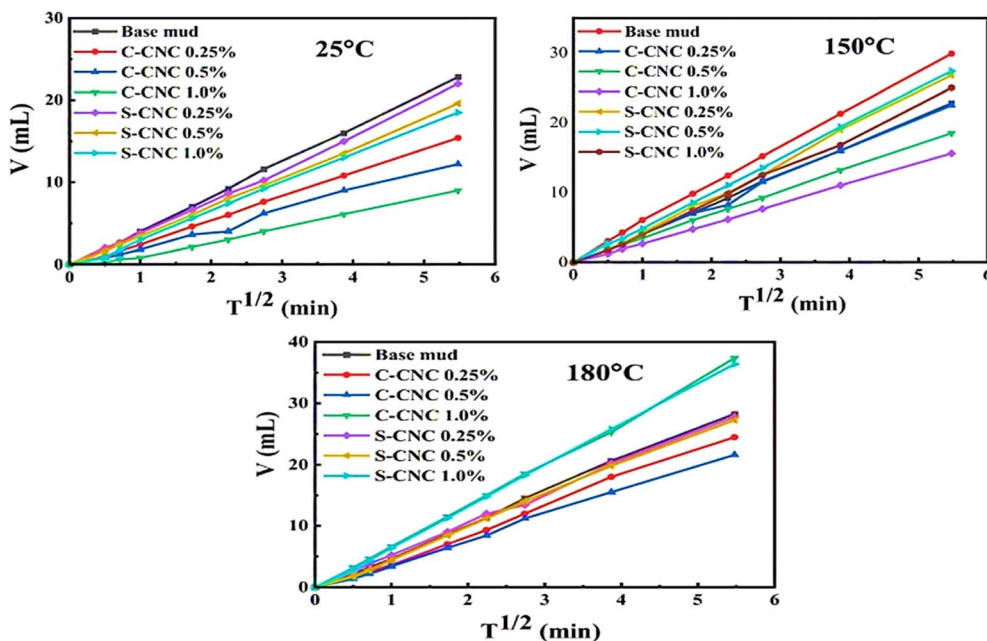 30
20
10
0
V (mL)
Base mud
C-CNC 0.25%
C-CNC 0.5%
C-CNC 1.0%
S-CNC 0.25%
S-CNC 0.5%
S-CNC 1.0%
25°C
0 1 2 3 4 5 6
T1/2 (min)
30
20
10
0
V (mL)
Base mud
C-CNC 0.25%
C-CNC 0.5%
C-CNC 1.0%
S-CNC 0.25%
S-CNC 0.5%
S-CNC 1.0%
150°C
0 1 2 3 4 5 6
T1/2 (min)
40
30
20
10
0
V (mL)
Base mud
C-CNC 0.25%
C-CNC 0.5%
C-CNC 1.0%
S-CNC 0.25%
S-CNC 0.5%
S-CNC 1.0%
180°C
0 1 2 3 4 5 6
T1/2 (min)